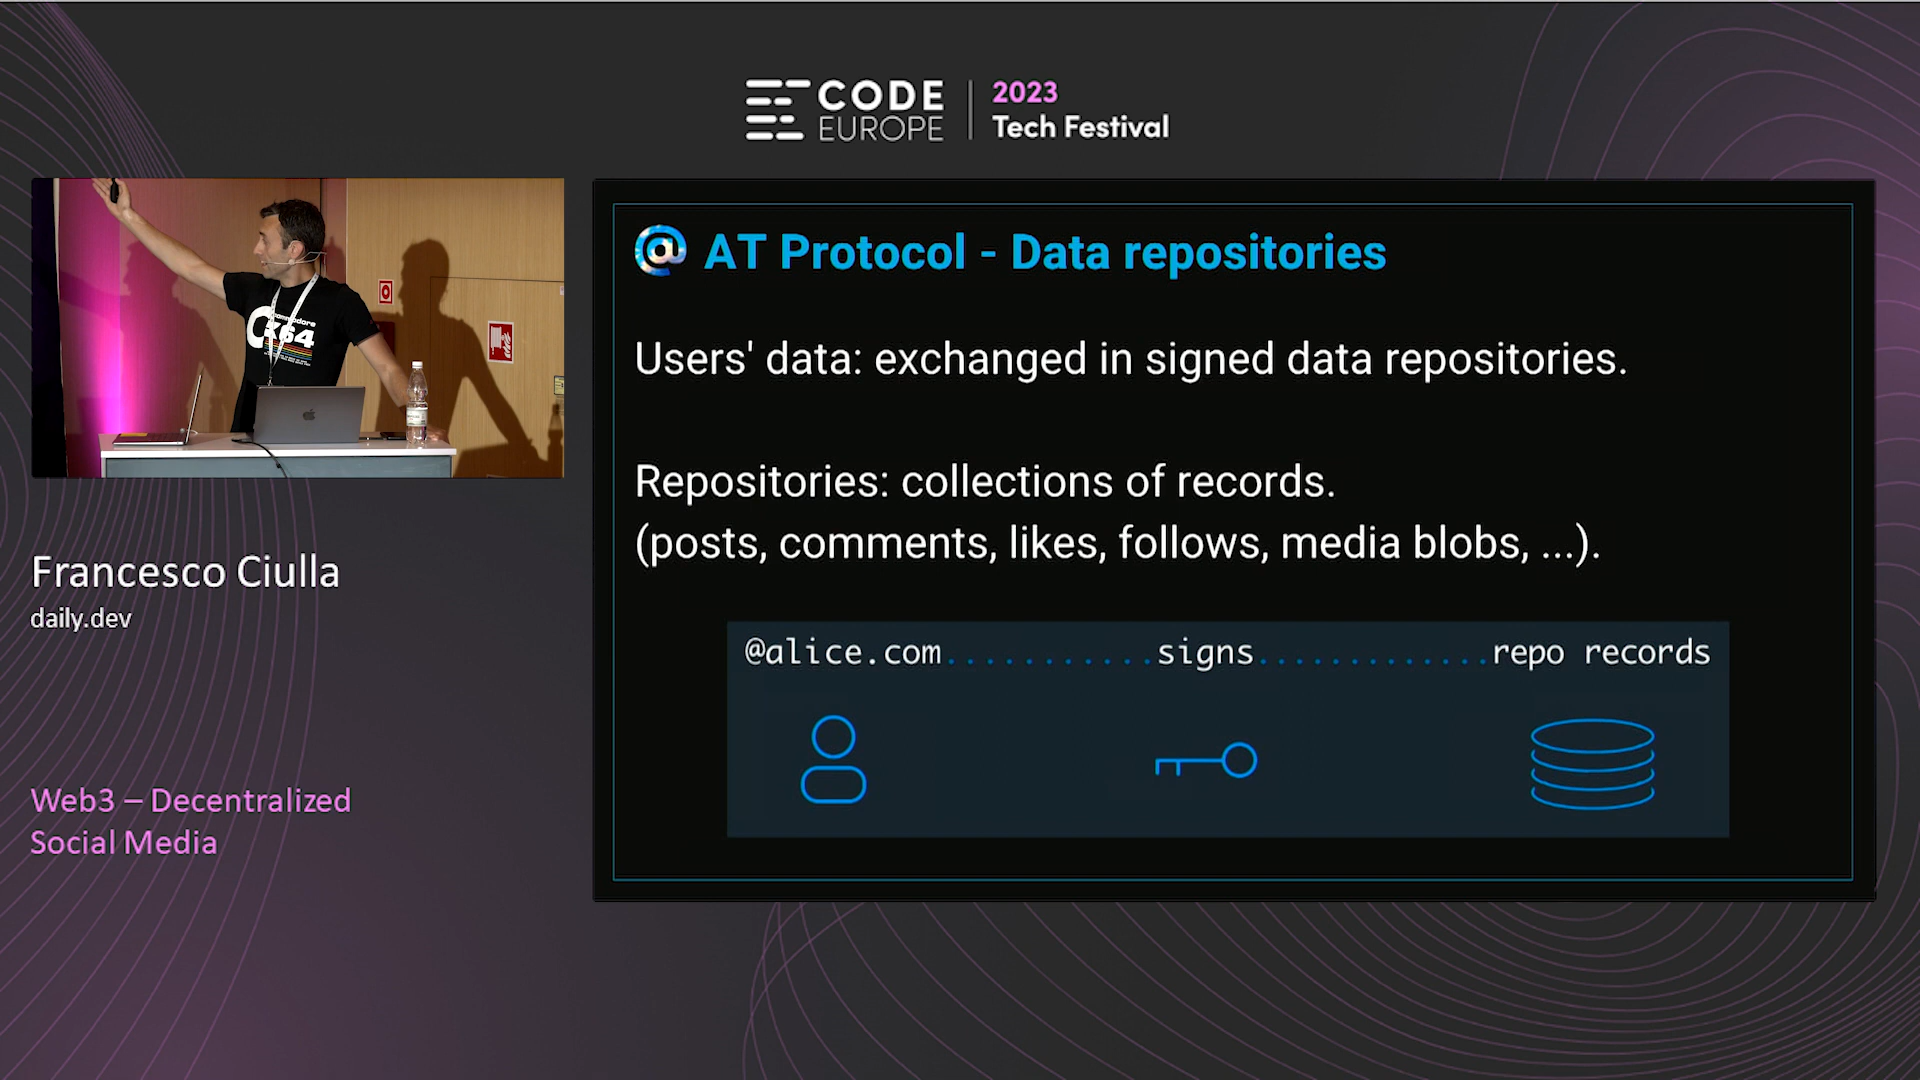 CODE
EUROPE
2023
Tech Festival
@ AT Protocol - Data repositories
Users' data: exchanged in signed data repositories.
Repositories: collections of records.
(posts, comments, likes, follows, media blobs, ...).
@alice.com...........signs.............repo records
commodore
64
Francesco Ciulla
daily.dev
Web3 – Decentralized
Social Media